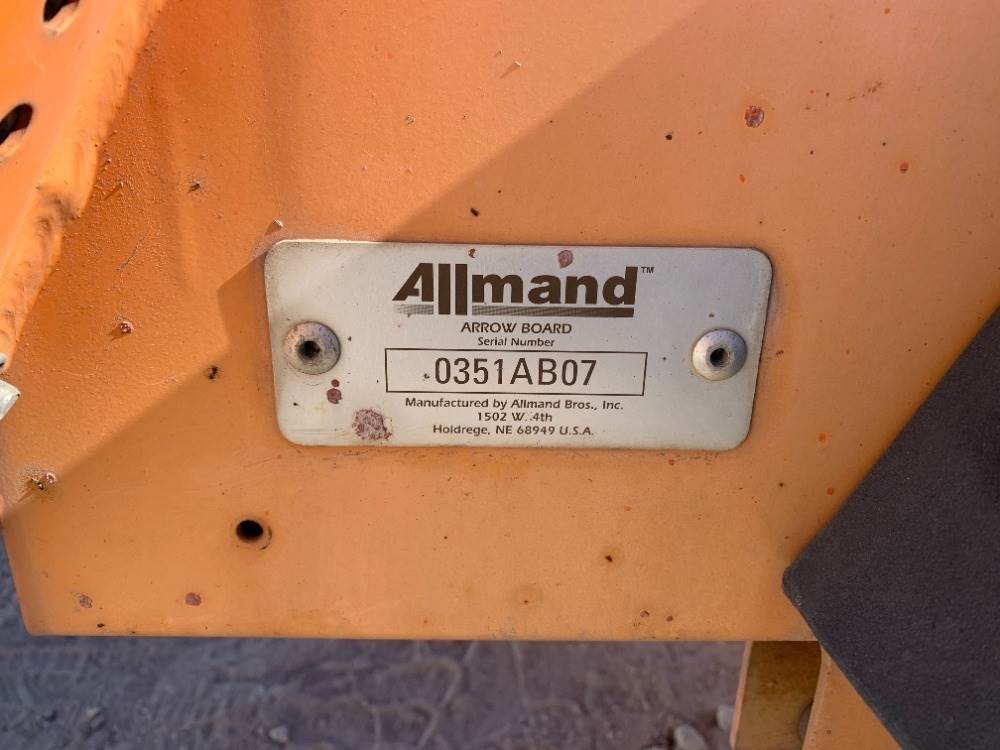 Allmand™
ARROW BOARD
Serial Number
0351AB07
Manufactured by Allmand Bros., Inc.
1502 W. 4th
Holdrege, NE 68949 U.S.A.